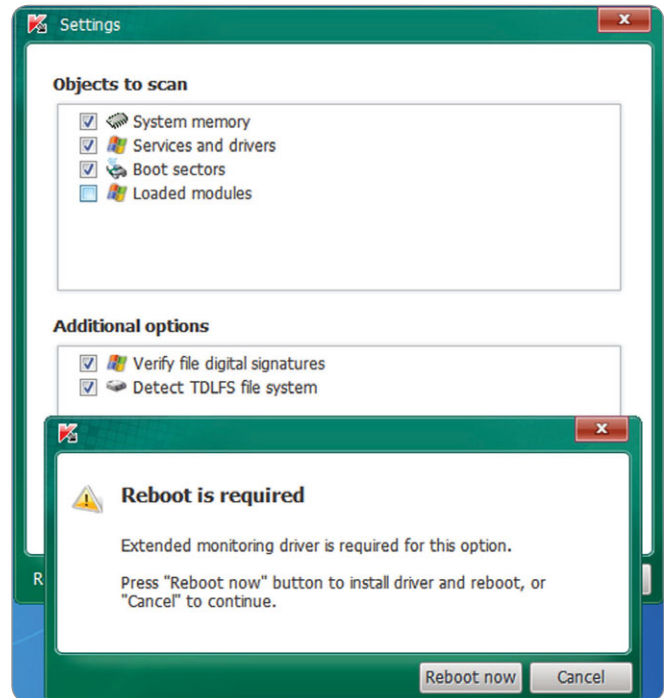 Settings
Objects to scan
System memory
Services and drivers
Boot sectors
Loaded modules
Additional options
Verify file digital signatures
Detect TDLFS file system
Reboot is required
Extended monitoring driver is required for this option.
Press "Reboot now" button to install driver and reboot, or
"Cancel" to continue.
R
Reboot now Cancel